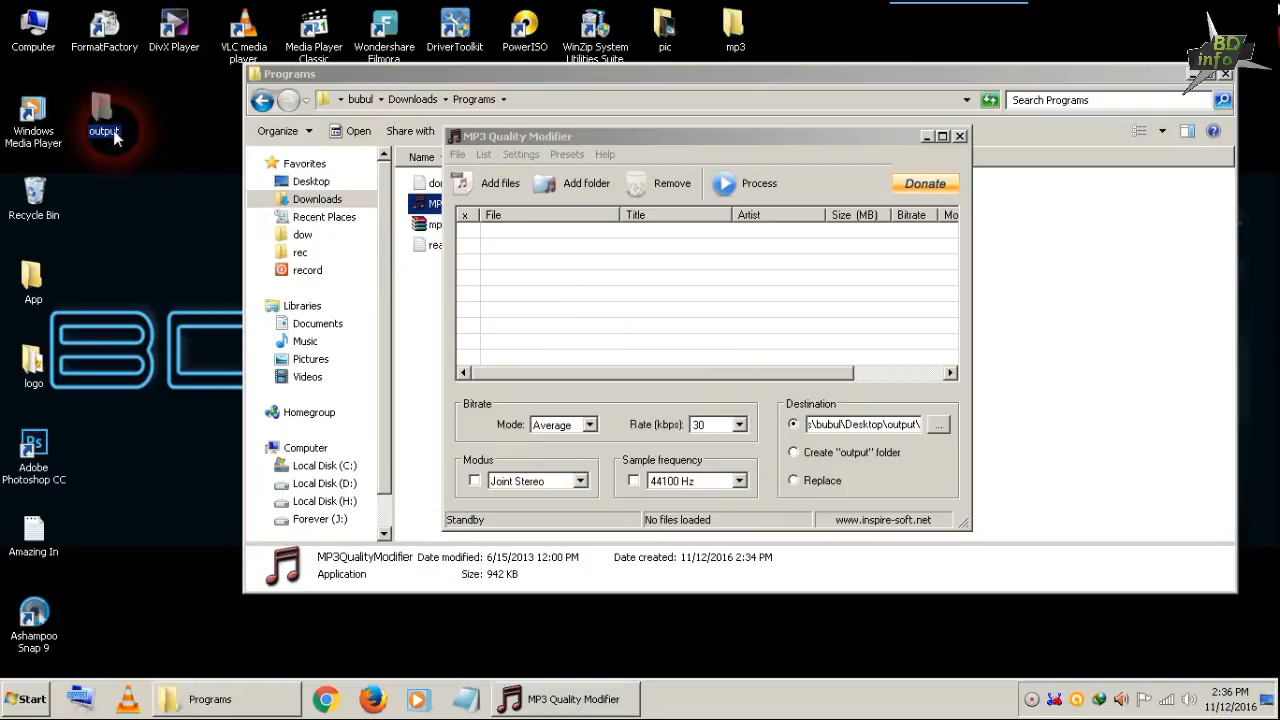 Computer
FormatFactory
DivX Player
VLC media
player
Media Player
Classic
Wondershare
Filmora
DriverToolkit
PowerISO
WinZip System
Utilities Suite
pic
mp3
BD
info
Windows
Media Player
output
Recycle Bin
App
logo
Adobe
Photoshop CC
Amazing In
Ashampoo
Snap 9
Programs
bubul
Downloads
Programs
Search Programs
Organize
Open
Share with
Favorites
Desktop
Downloads
Recent Places
dow
rec
record
Libraries
Documents
Music
Pictures
Videos
Homegroup
Computer
Local Disk (C:)
Local Disk (D:)
Local Disk (H:)
Forever (J:)
Name
MP3 Quality Modifier
File List Settings Presets Help
Add files Add folder Remove Process Donate
x File Title Artist Size (MB) Bitrate Mo
Bitrate
Mode: Average Rate (kbps): 30
Destination
s\bubul\Desktop\output\ ...
Create "output" folder
Replace
Modus
Joint Stereo
Sample frequency
44100 Hz
Standby No files loaded www.inspire-soft.net
MP3QualityModifier Date modified: 6/15/2013 12:00 PM Date created: 11/12/2016 2:34 PM
Application Size: 942 KB
Start Programs MP3 Quality Modifier
2:36 PM
11/12/2016